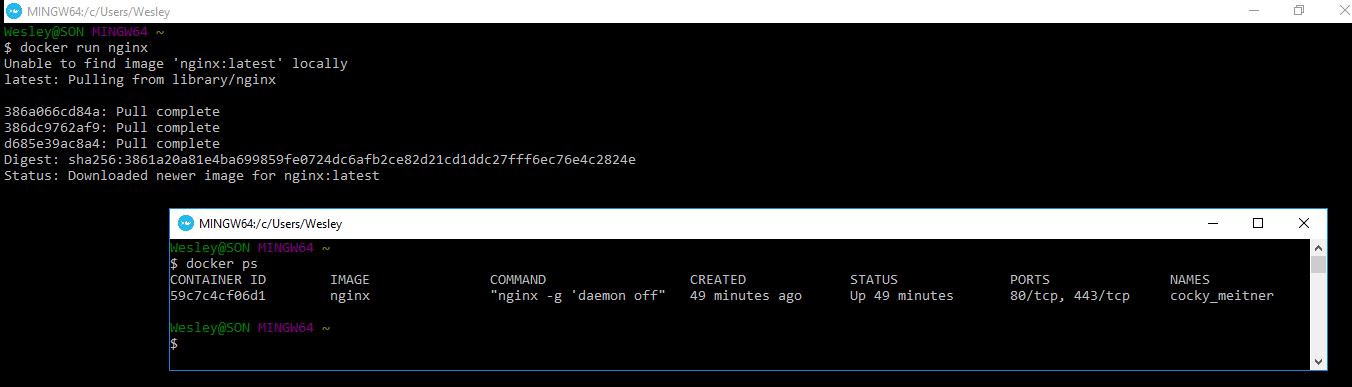 MINGW64:/c/Users/Wesley
Wesley@SON MINGW64 ~
$ docker run nginx
Unable to find image 'nginx:latest' locally
latest: Pulling from library/nginx
386a066cd84a: Pull complete
386dc9762af9: Pull complete
d685e39ac8a4: Pull complete
Digest: sha256:3861a20a81e4ba699859fe0724dc6afb2ce82d21cd1ddc27fff6ec76e4c2824e
Status: Downloaded newer image for nginx:latest
MINGW64:/c/Users/Wesley
Wesley@SON MINGW64 ~
$ docker ps
CONTAINER ID IMAGE COMMAND CREATED STATUS PORTS NAMES
59c7c4cf06d1 nginx "nginx -g 'daemon off" 49 minutes ago Up 49 minutes 80/tcp, 443/tcp cocky_meitner
Wesley@SON MINGW64 ~
$